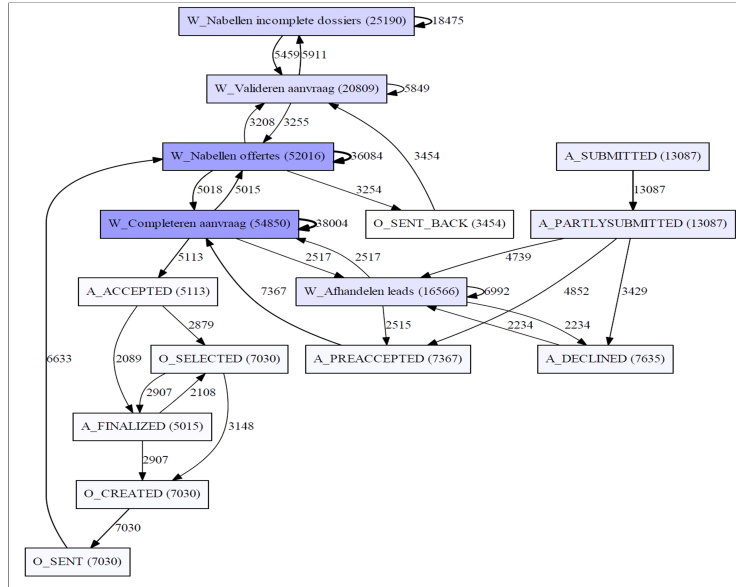 W_Nabellen incomplete dossiers (25190)
18475
5459
5911
W_Valideren aanvraag (20809)
5849
3208
3255
3454
W_Nabellen offertes (52016)
36084
A_SUBMITTED (13087)
5018
5015
3254
13087
W_Completeren aanvraag (54850)
38004
O_SENT_BACK (3454)
A_PARTLYSUBMITTED (13087)
5113
2517
2517
4739
7367
4852
3429
A_ACCEPTED (5113)
W_Afhandelen leads (16566)
6992
2879
2515
2234
2234
6633
2089
O_SELECTED (7030)
A_PREACCEPTED (7367)
A_DECLINED (7635)
2907
2108
3148
A_FINALIZED (5015)
2907
O_CREATED (7030)
7030
O_SENT (7030)